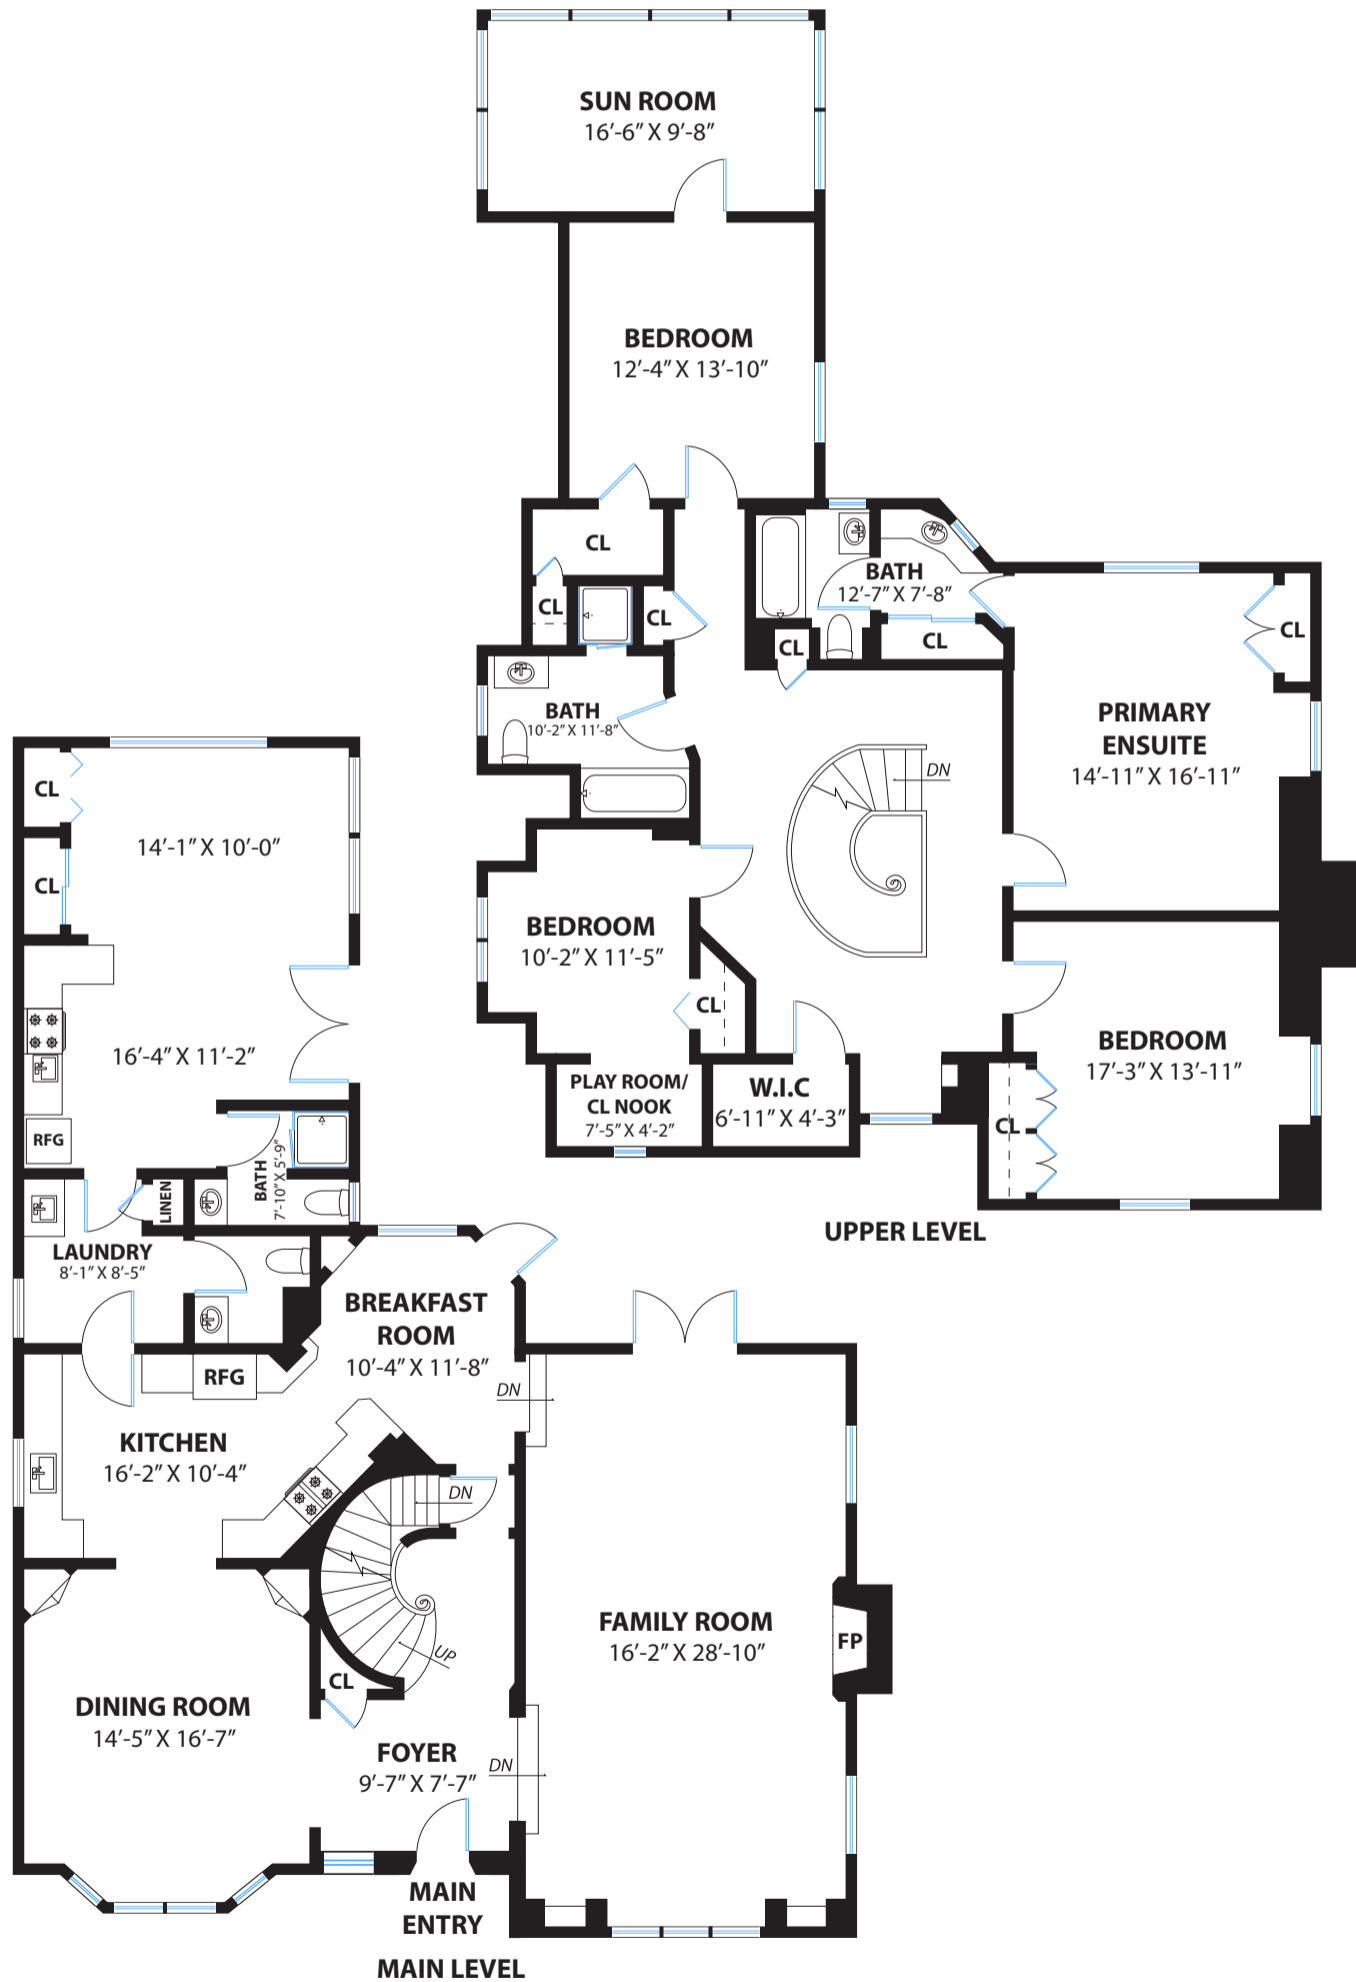 SUN ROOM
16′-6″ X 9′-8″
BEDROOM
12′-4″ X 13′-10″
CL
CL
CL
BATH
12′-7″ X 7′-8″
CL
CL
CL
BATH
10′-2″ X 11′-8″
PRIMARY
ENSUITE
14′-11″ X 16′-11″
DN
BEDROOM
10′-2″ X 11′-5″
CL
BEDROOM
17′-3″ X 13′-11″
CL
PLAY ROOM/
CL NOOK
7′-5″ X 4′-2″
W.I.C
6′-11″ X 4′-3″
UPPER LEVEL
CL
14′-1″ X 10′-0″
CL
16′-4″ X 11′-2″
RFG
BATH
7′-10″ X 5′-9″
LINEN
LAUNDRY
8′-1″ X 8′-5″
BREAKFAST
ROOM
10′-4″ X 11′-8″
RFG
DN
KITCHEN
16′-2″ X 10′-4″
DN
FAMILY ROOM
16′-2″ X 28′-10″
FP
UP
CL
DINING ROOM
14′-5″ X 16′-7″
FOYER
9′-7″ X 7′-7″
DN
MAIN
ENTRY
MAIN LEVEL